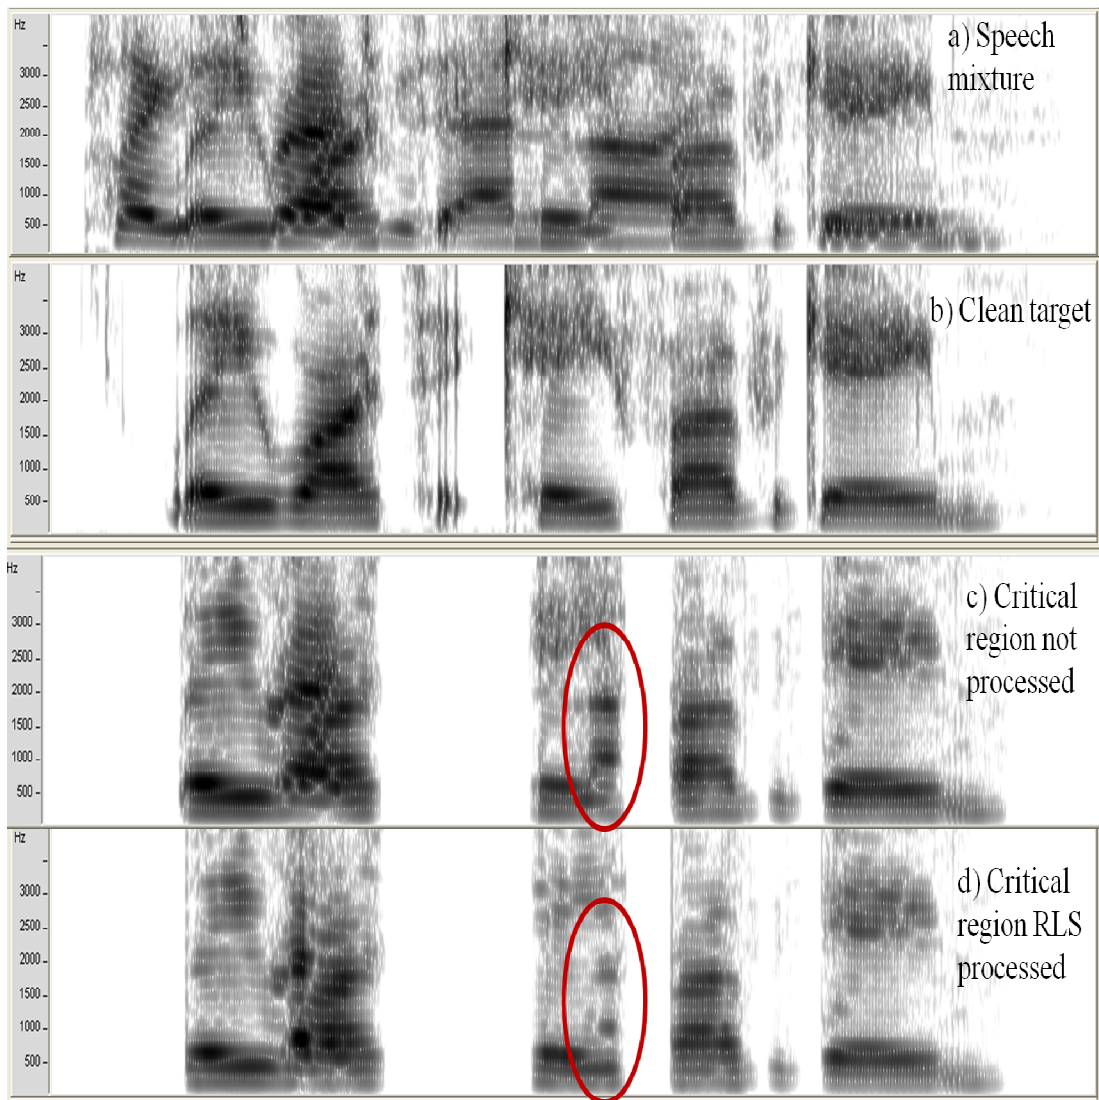 Hz
a) Speech
mixture
3000
2500
2000
1500
1000
500
Hz
b) Clean target
3000
2500
2000
1500
1000
500
Hz
c) Critical
region not
processed
3000
2500
2000
1500
1000
500
Hz
d) Critical
region RLS
processed
3000
2500
2000
1500
1000
500